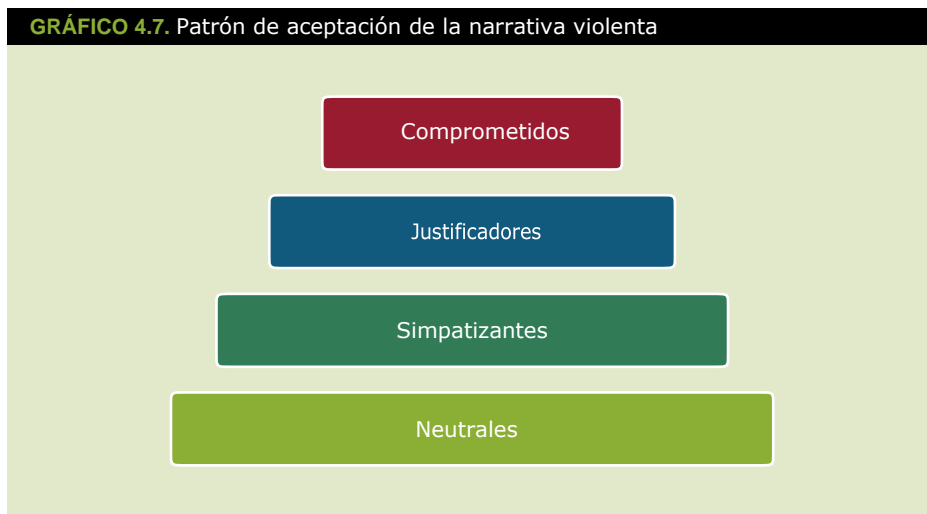 GRÁFICO 4.7. Patrón de aceptación de la narrativa violenta
Comprometidos
Justificadores
Simpatizantes
Neutrales